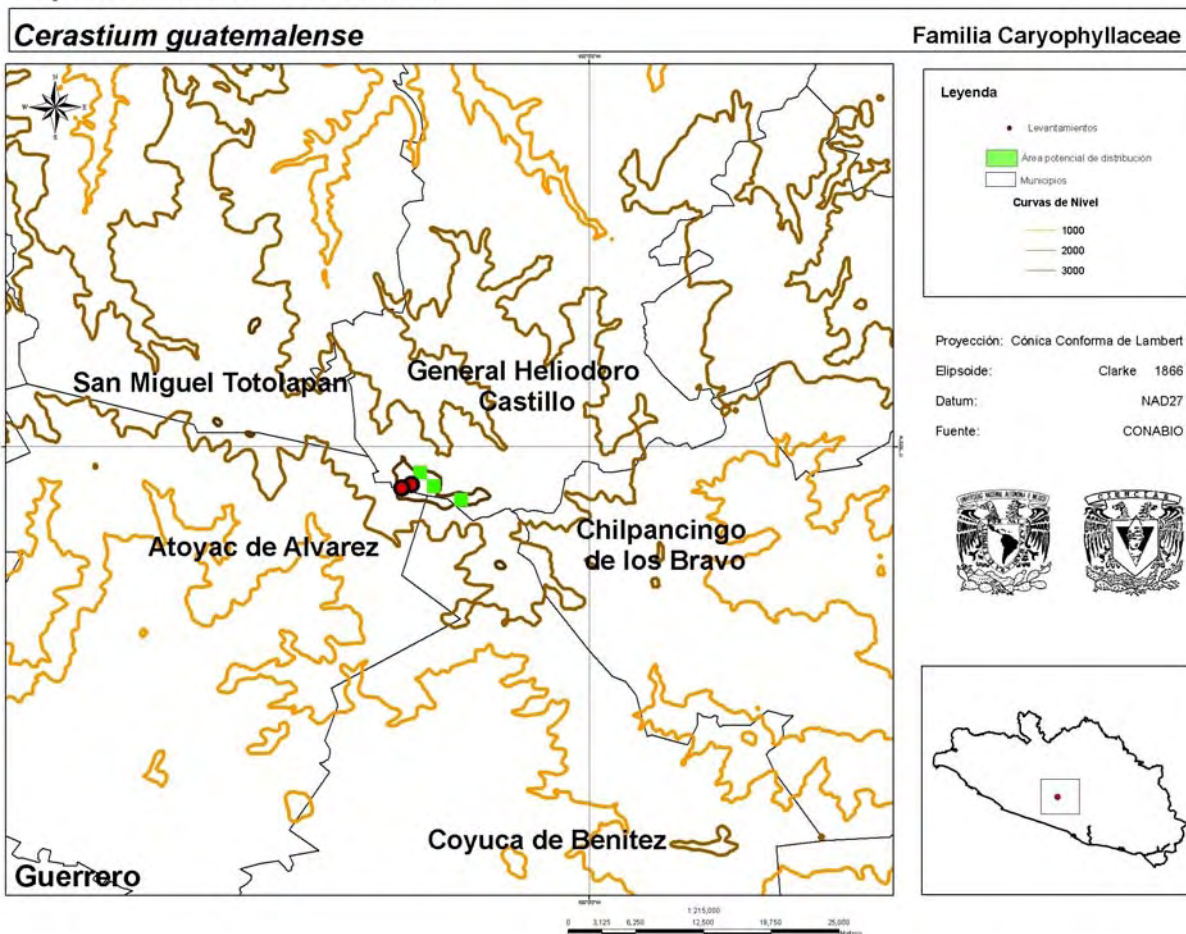 Cerastium guatemalense
Familia Caryophyllaceae
N
W E
S
San Miguel Totolapan
General Heliodoro
Castillo
Atoyac de Alvarez
Chilpancingo
de los Bravo
Coyuca de Benitez
Guerrero
Leyenda
Levantamientos
Área potencial de distribución
Municipios
Curvas de Nivel
1000
2000
3000
Proyección: Cónica Conforma de Lambert
Elipsoide: Clarke 1866
Datum: NAD27
Fuente: CONABIO
CIENCIAS
1:215,000
0 3,125 6,250 12,500 18,750 25,000